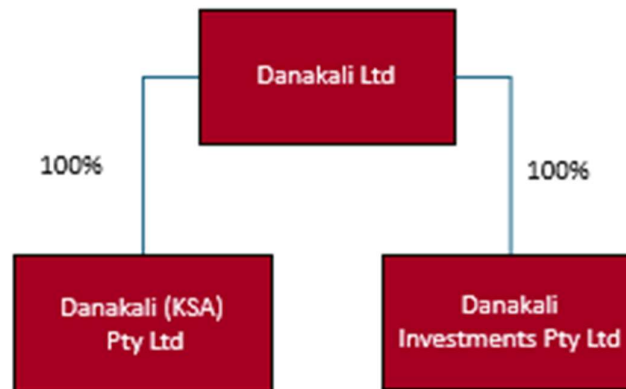 Danakali Ltd
100%
100%
Danakali (KSA)
Pty Ltd
Danakali
Investments Pty Ltd